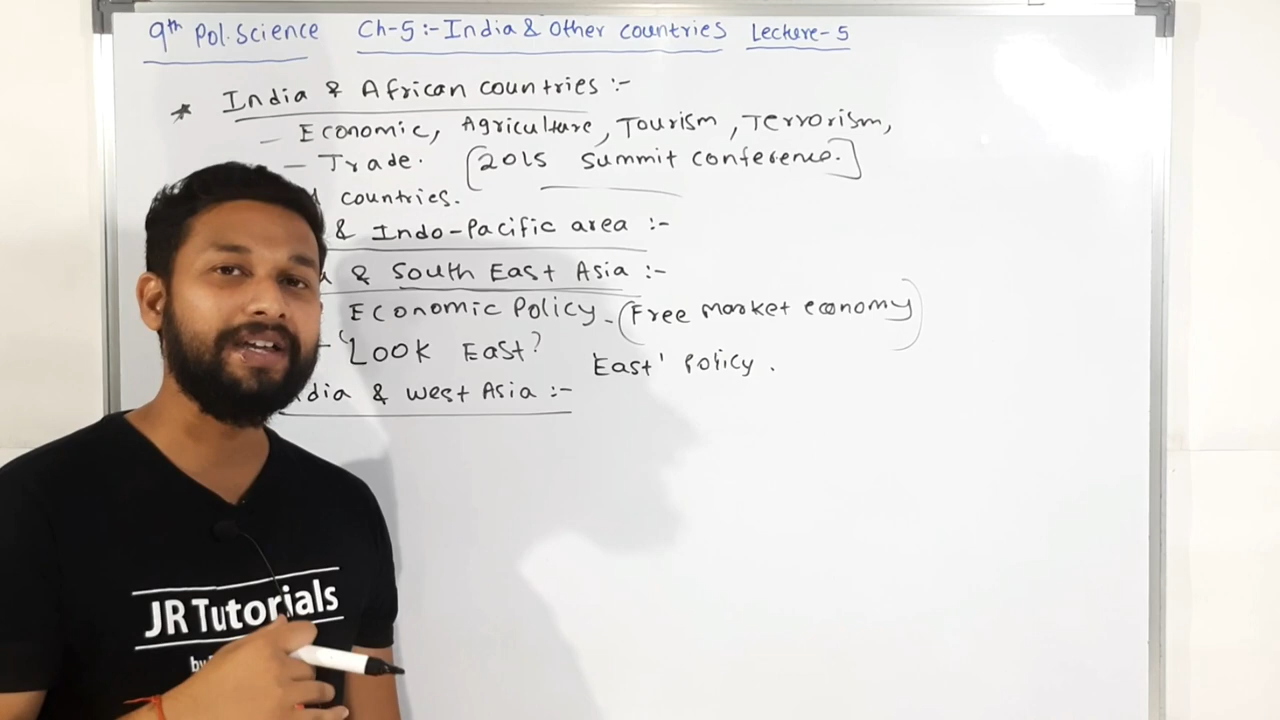 9th Pol. Science Ch-5:- India & Other countries Lecture-5
* India & African countries :-
- Economic, Agriculture, Tourism, Terrorism,
- Trade. [2015 Summit conference.]
countries.
& Indo-Pacific area :-
& South East Asia :-
Economic Policy - (Free market economy)
- 'Look East?
East' Policy.
dia & West Asia :-
JR Tutorials
by